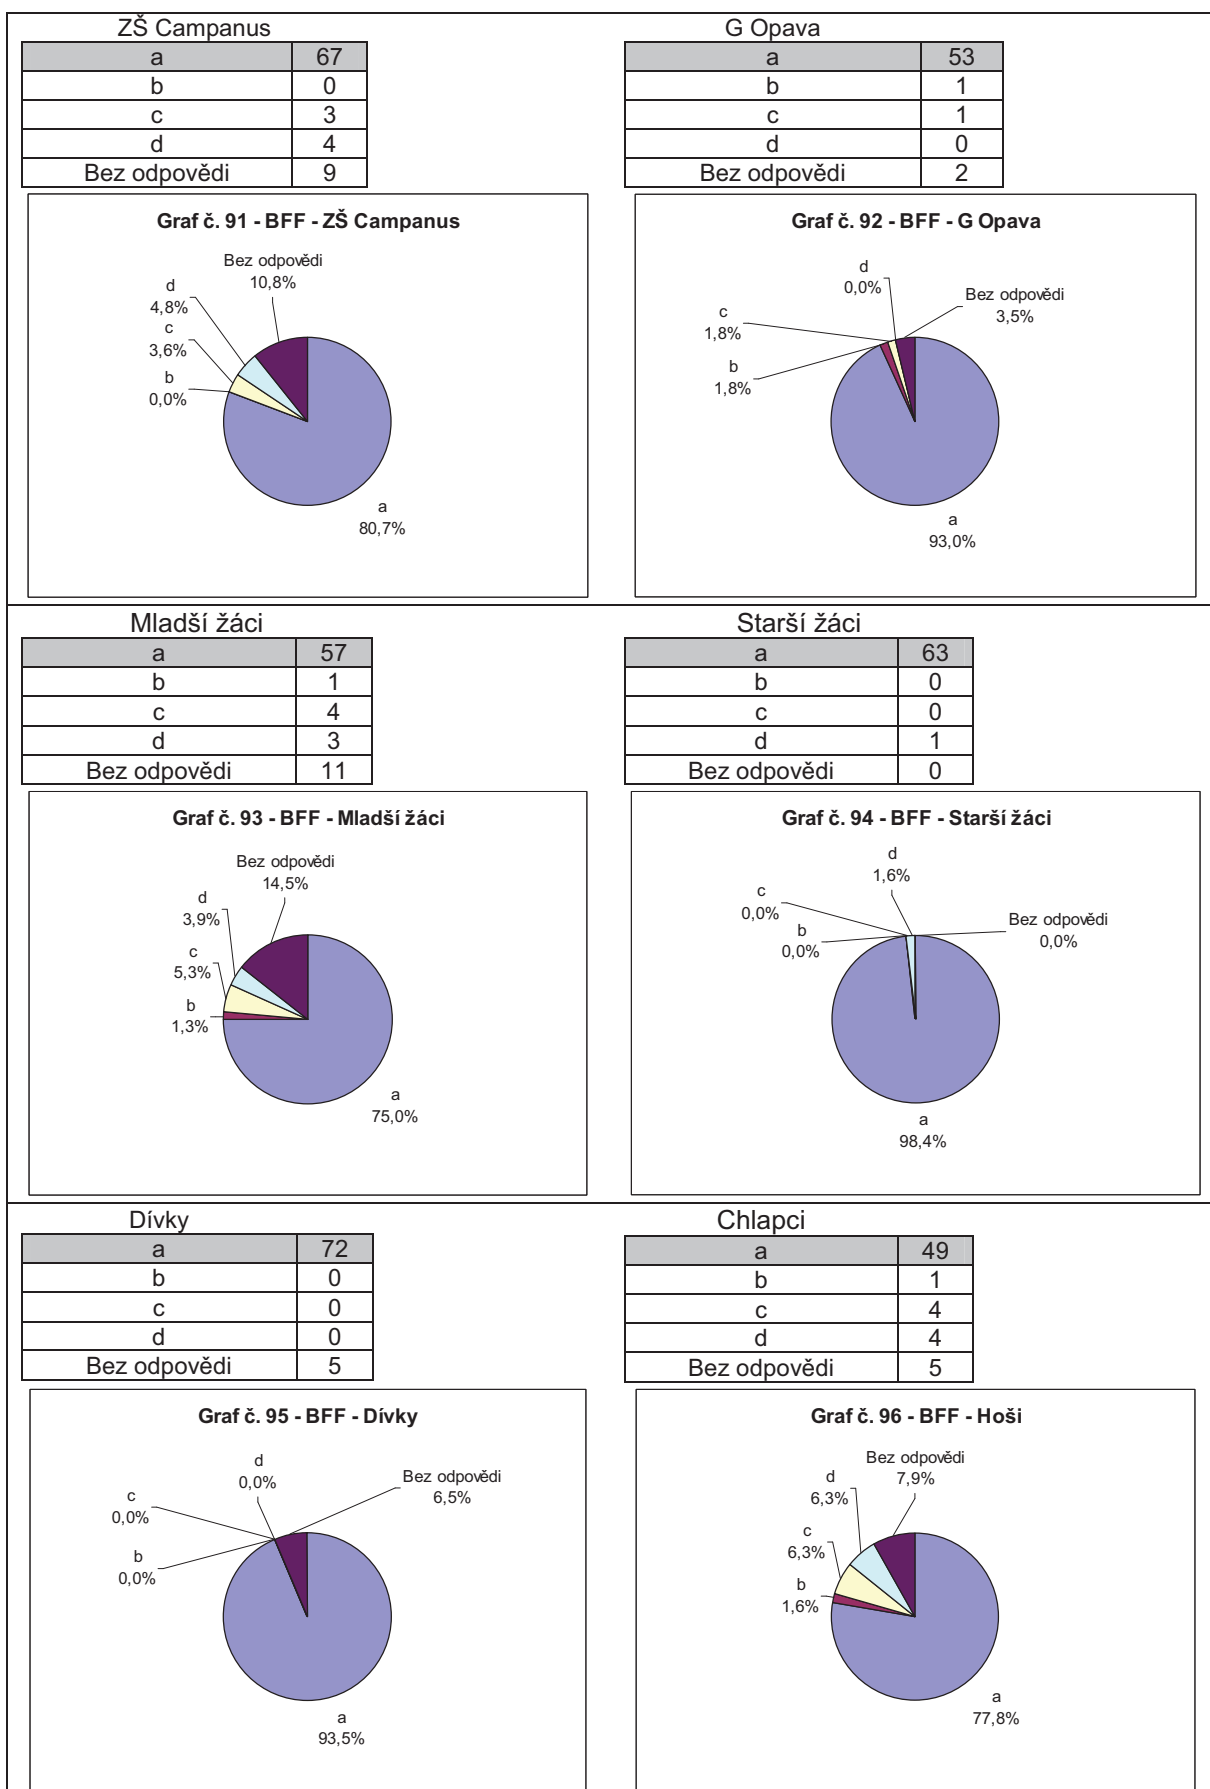 ZŠ Campanus
a 67
b 0
c 3
d 4
Bez odpovědi 9
Graf č. 91 - BFF - ZŠ Campanus
Bez odpovědi
10,8%
d
4,8%
c
3,6%
b
0,0%
a
80,7%
G Opava
a 53
b 1
c 1
d 0
Bez odpovědi 2
Graf č. 92 - BFF - G Opava
d
0,0%
Bez odpovědi
3,5%
c
1,8%
b
1,8%
a
93,0%
Mladší žáci
a 57
b 1
c 4
d 3
Bez odpovědi 11
Graf č. 93 - BFF - Mladší žáci
Bez odpovědi
14,5%
d
3,9%
c
5,3%
b
1,3%
a
75,0%
Starší žáci
a 63
b 0
c 0
d 1
Bez odpovědi 0
Graf č. 94 - BFF - Starší žáci
d
1,6%
c
0,0%
b
0,0%
Bez odpovědi
0,0%
a
98,4%
Dívky
a 72
b 0
c 0
d 0
Bez odpovědi 5
Graf č. 95 - BFF - Dívky
d
0,0%
Bez odpovědi
6,5%
c
0,0%
b
0,0%
a
93,5%
Chlapci
a 49
b 1
c 4
d 4
Bez odpovědi 5
Graf č. 96 - BFF - Hoši
Bez odpovědi
7,9%
d
6,3%
c
6,3%
b
1,6%
a
77,8%